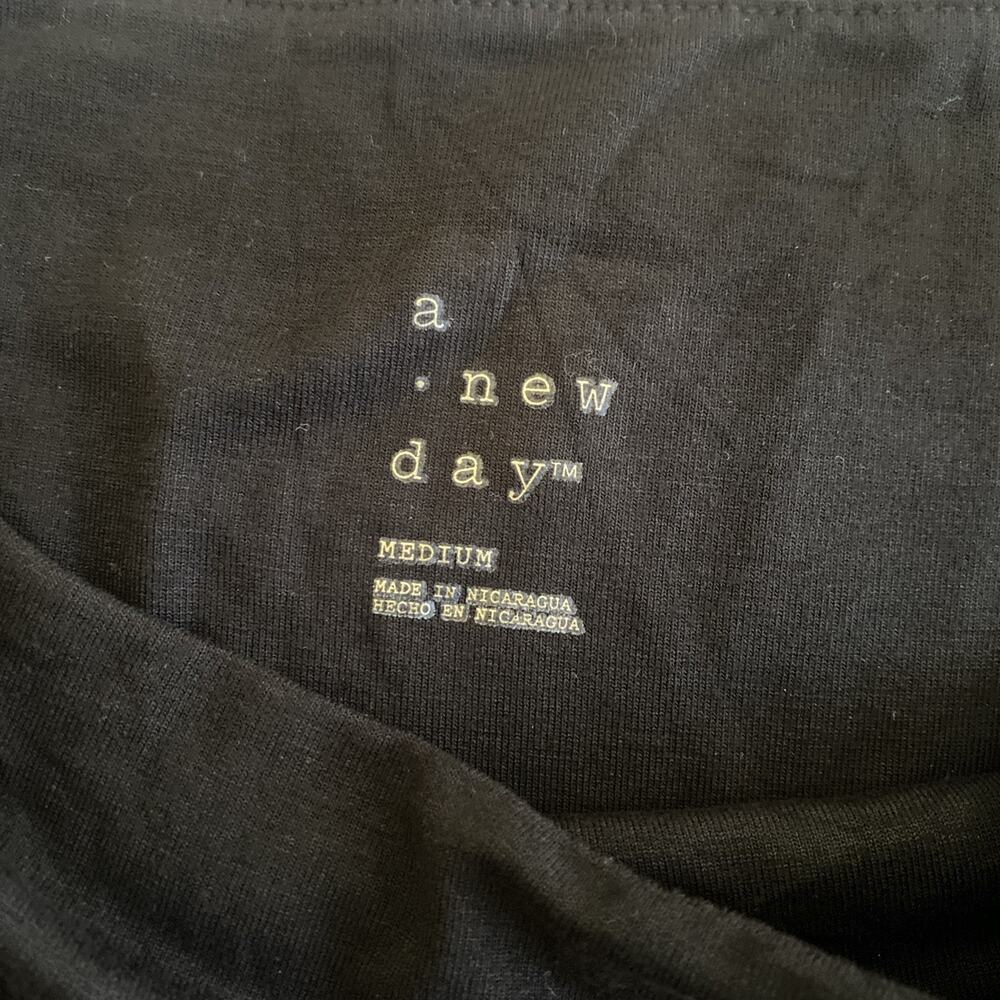 a
· new
day™
MEDIUM
MADE IN NICARAGUA
HECHO EN NICARAGUA